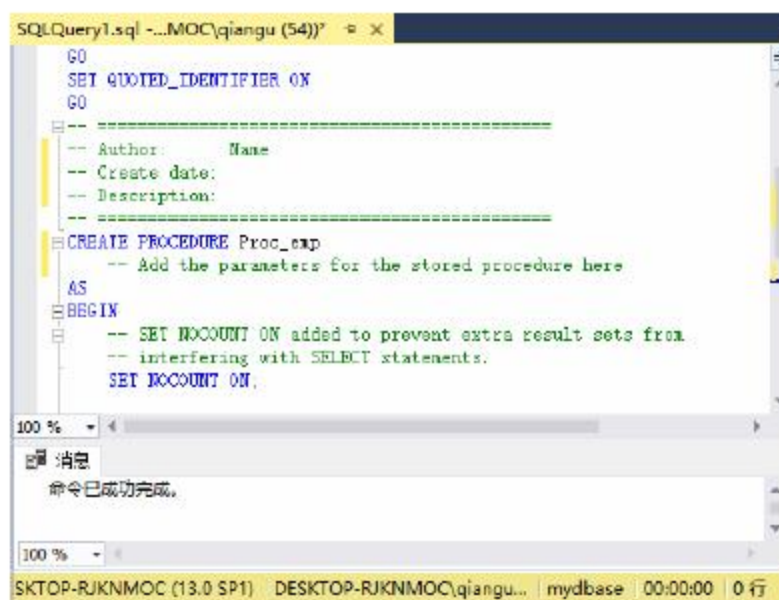 SQLQuery1.sql -...MOC\qiangu (54))*
GO
SET QUOTED_IDENTIFIER ON
GO
-- =============================================
-- Author:		Name
-- Create date:
-- Description:
-- =============================================
CREATE PROCEDURE Proc_emp
-- Add the parameters for the stored procedure here
AS
BEGIN
-- SET NOCOUNT ON added to prevent extra result sets from
-- interfering with SELECT statements.
SET NOCOUNT ON;
100 %
消息
命令已成功完成。
100 %
SKTOP-RJKNMOC (13.0 SP1) DESKTOP-RJKNMOC\qiangu... mydbase 00:00:00 0 行